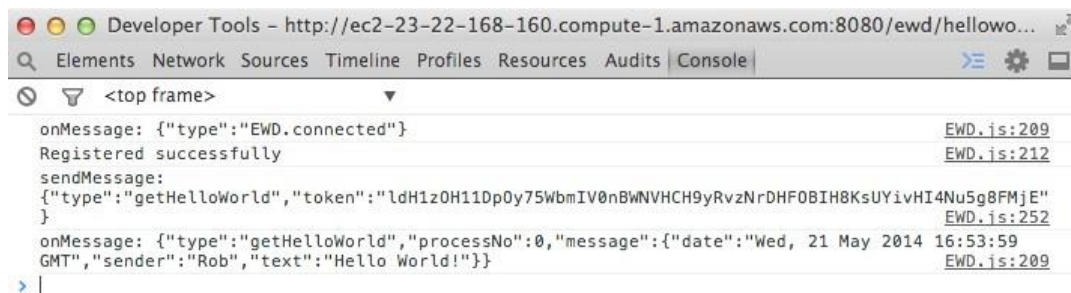 Developer Tools - http://ec2-23-22-168-160.compute-1.amazonaws.com:8080/ewd/hellowo...
Elements Network Sources Timeline Profiles Resources Audits Console
<top frame>
onMessage: {"type":"EWD.connected"} EWD.js:209
Registered successfully EWD.js:212
sendMessage:
{"type":"getHelloWorld","token":"ldH1zOH11DpOy75WbmIV0nBWNVHCH9yRvzNrDHFOBIH8KsUYivHI4Nu5g8FMjE"
} EWD.js:252
onMessage: {"type":"getHelloWorld","processNo":0,"message":{"date":"Wed, 21 May 2014 16:53:59
GMT","sender":"Rob","text":"Hello World!"}} EWD.js:209
>